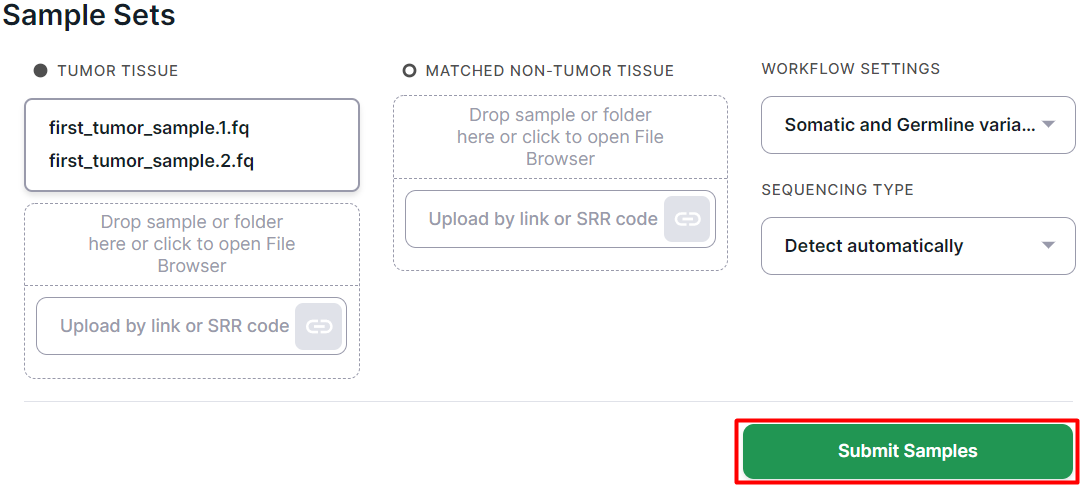 Sample Sets
TUMOR TISSUE
first_tumor_sample.1.fq
first_tumor_sample.2.fq
Drop sample or folder
here or click to open File
Browser
Upload by link or SRR code
MATCHED NON-TUMOR TISSUE
Drop sample or folder
here or click to open File
Browser
Upload by link or SRR code
WORKFLOW SETTINGS
Somatic and Germline varia...
SEQUENCING TYPE
Detect automatically
Submit Samples